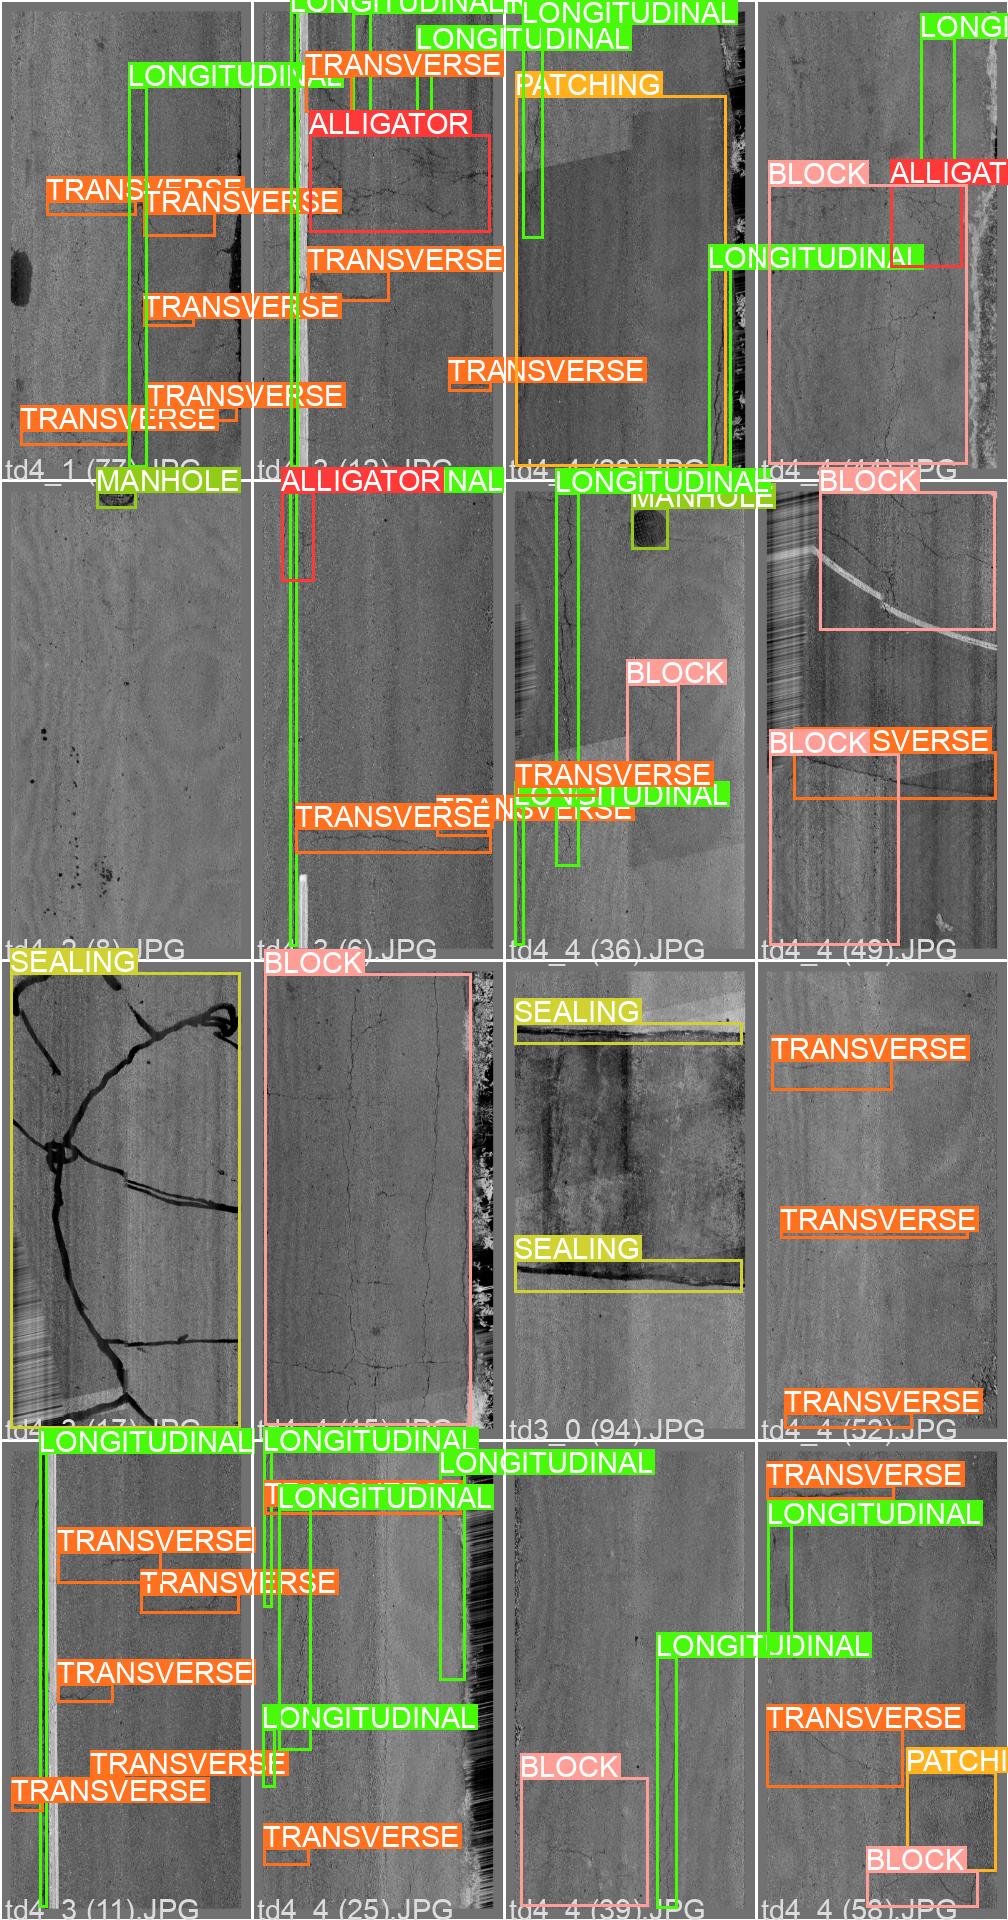 LONGITUDINAL
TRANSVERSE
TRANSVERSE
TRANSVERSE
TRANSVERSE
TRANSVERSE
LONGITUDINAL
LONGITUDINAL
TRANSVERSE
ALLIGATOR
TRANSVERSE
TRANSVERSE
LONGITUDINAL
PATCHING
LONGITUDINAL
LONGI
BLOCK
ALLIGAT
td4_1 (77).JPG
MANHOLE
td4_2 (8).JPG
ALLIGATOR
NAL
TRANSVERSE
td4_3 (6).JPG
LONGITUDINAL
MANHOLE
BLOCK
TRANSVERSE
LONGITUDINAL
td4_4 (36).JPG
BLOCK
BLOCK
SVERSE
td4_4 (49).JPG
SEALING
BLOCK
td4_4 (15).JPG
SEALING
SEALING
td3_0 (94).JPG
TRANSVERSE
TRANSVERSE
TRANSVERSE
td4_4 (52).JPG
LONGITUDINAL
TRANSVERSE
TRANSVERSE
TRANSVERSE
TRANSVERSE
TRANSVERSE
td4_3 (11).JPG
LONGITUDINAL
LONGITUDINAL
LONGITUDINAL
LONGITUDINAL
TRANSVERSE
td4_4 (25).JPG
LONGITUDINAL
BLOCK
td4_4 (39).JPG
TRANSVERSE
LONGITUDINAL
TRANSVERSE
PATCHI
BLOCK
td4_4 (58).JPG